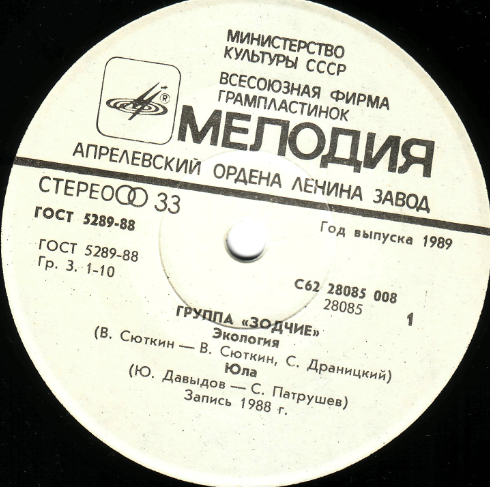 МИНИСТЕРСТВО
КУЛЬТУРЫ СССР
ВСЕСОЮЗНАЯ ФИРМА
ГРАМПЛАСТИНОК
®
МЕЛОДИЯ
АПРЕЛЕВСКИЙ ОРДЕНА ЛЕНИНА ЗАВОД
СТЕРЕО 33
ГОСТ 5289-88
Год выпуска 1989
ГОСТ 5289-88
Гр. 3. 1-10
С62 28085 008
28085
1
ГРУППА «ЗОДЧИЕ»
Экология
(В. Сюткин — В. Сюткин, С. Драницкий)
Юла
(Ю. Давыдов — С. Патрушев)
Запись 1988 г.